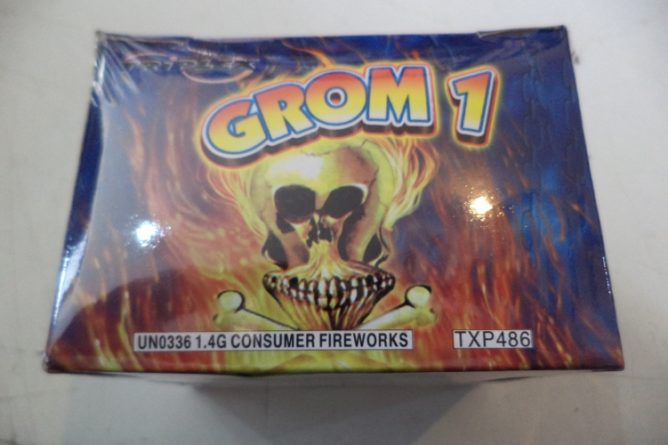 GROM 1
UN0336 1.4G CONSUMER FIREWORKS
TXP486